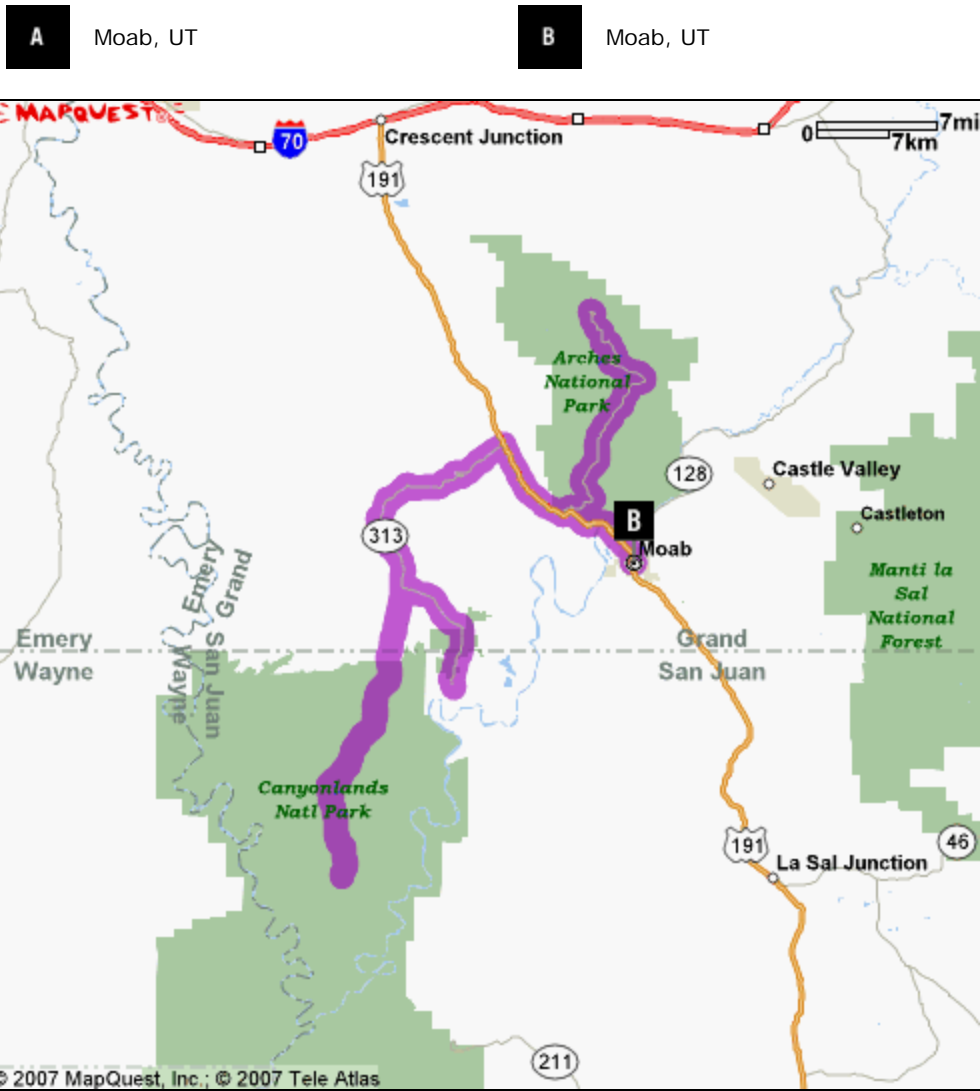 A Moab, UT
B Moab, UT
MAPQUEST
70
Crescent Junction
0
7mi
7km
191
Arches
National
Park
128
Castle Valley
B
Castleton
313
Moab
Manti la
Sal
National
Forest
Emery
Grand
Emery
Wayne
Wayne
San Juan
Grand
San Juan
Canyonlands
Natl Park
191
46
La Sal Junction
211
© 2007 MapQuest, Inc.; © 2007 Tele Atlas